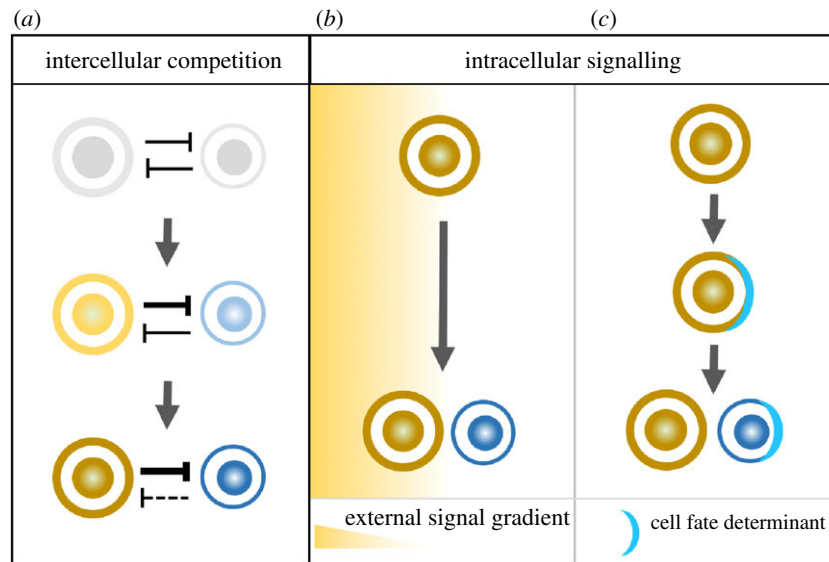 (a)
(b)
(c)
intercellular competition
intracellular signalling
external signal gradient
cell fate determinant